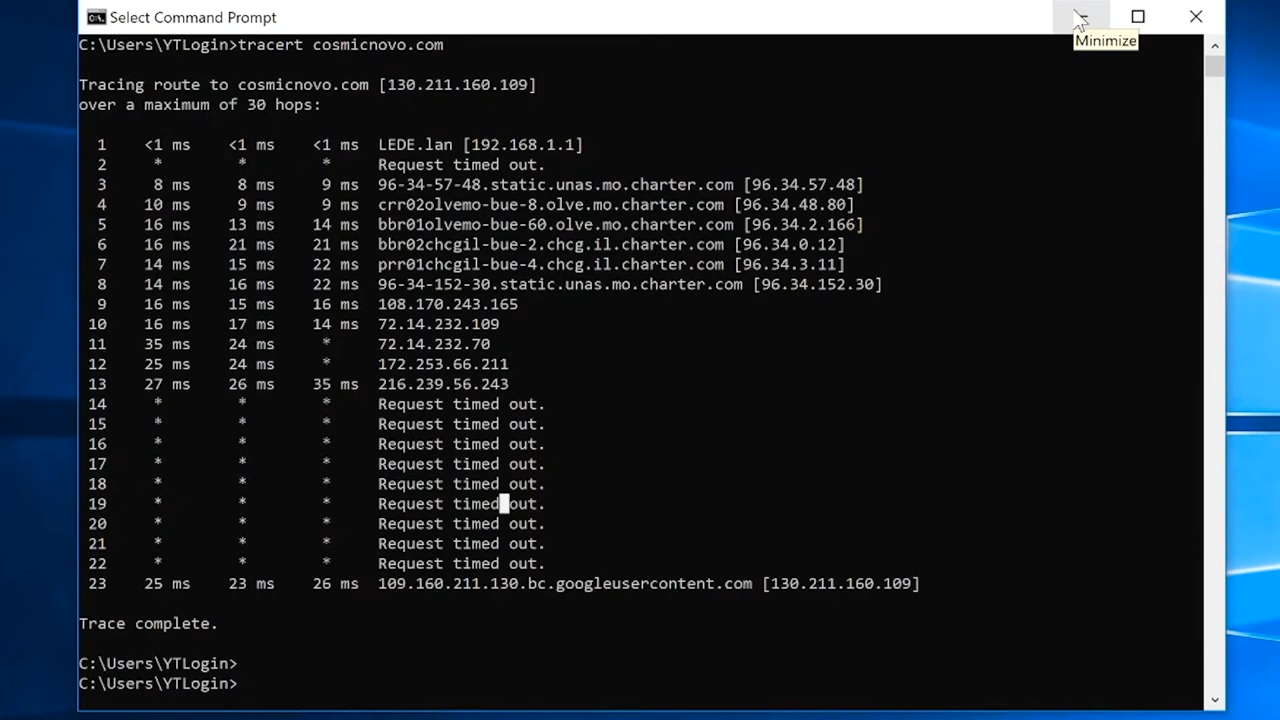 Select Command Prompt
Minimize
C:\Users\YTLogin>tracert cosmicnovo.com
Tracing route to cosmicnovo.com [130.211.160.109]
over a maximum of 30 hops:
1 <1 ms <1 ms <1 ms LEDE.lan [192.168.1.1]
2 * * * Request timed out.
3 8 ms 8 ms 9 ms 96-34-57-48.static.unas.mo.charter.com [96.34.57.48]
4 10 ms 9 ms 9 ms crr02olvemo-bue-8.olve.mo.charter.com [96.34.48.80]
5 16 ms 13 ms 14 ms bbr01olvemo-bue-60.olve.mo.charter.com [96.34.2.166]
6 16 ms 21 ms 21 ms bbr02chcgil-bue-2.chcg.il.charter.com [96.34.0.12]
7 14 ms 15 ms 22 ms prr01chcgil-bue-4.chcg.il.charter.com [96.34.3.11]
8 14 ms 16 ms 22 ms 96-34-152-30.static.unas.mo.charter.com [96.34.152.30]
9 16 ms 15 ms 16 ms 108.170.243.165
10 16 ms 17 ms 14 ms 72.14.232.109
11 35 ms 24 ms * 72.14.232.70
12 25 ms 24 ms * 172.253.66.211
13 27 ms 26 ms 35 ms 216.239.56.243
14 * * * Request timed out.
15 * * * Request timed out.
16 * * * Request timed out.
17 * * * Request timed out.
18 * * * Request timed out.
19 * * * Request timed out.
20 * * * Request timed out.
21 * * * Request timed out.
22 * * * Request timed out.
23 25 ms 23 ms 26 ms 109.160.211.130.bc.googleusercontent.com [130.211.160.109]
Trace complete.
C:\Users\YTLogin>
C:\Users\YTLogin>